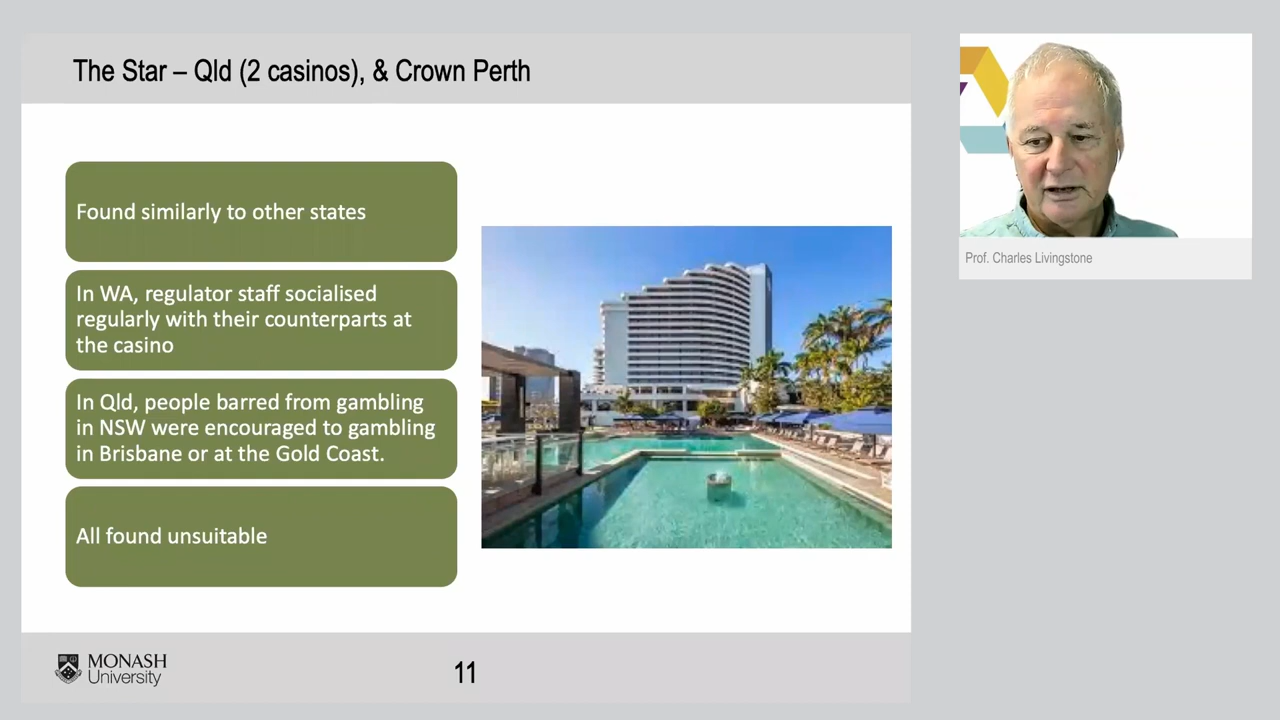 The Star – Qld (2 casinos), & Crown Perth
Found similarly to other states
In WA, regulator staff socialised
regularly with their counterparts at
the casino
In Qld, people barred from gambling
in NSW were encouraged to gambling
in Brisbane or at the Gold Coast.
All found unsuitable
MONASH
University
11
Prof. Charles Livingstone